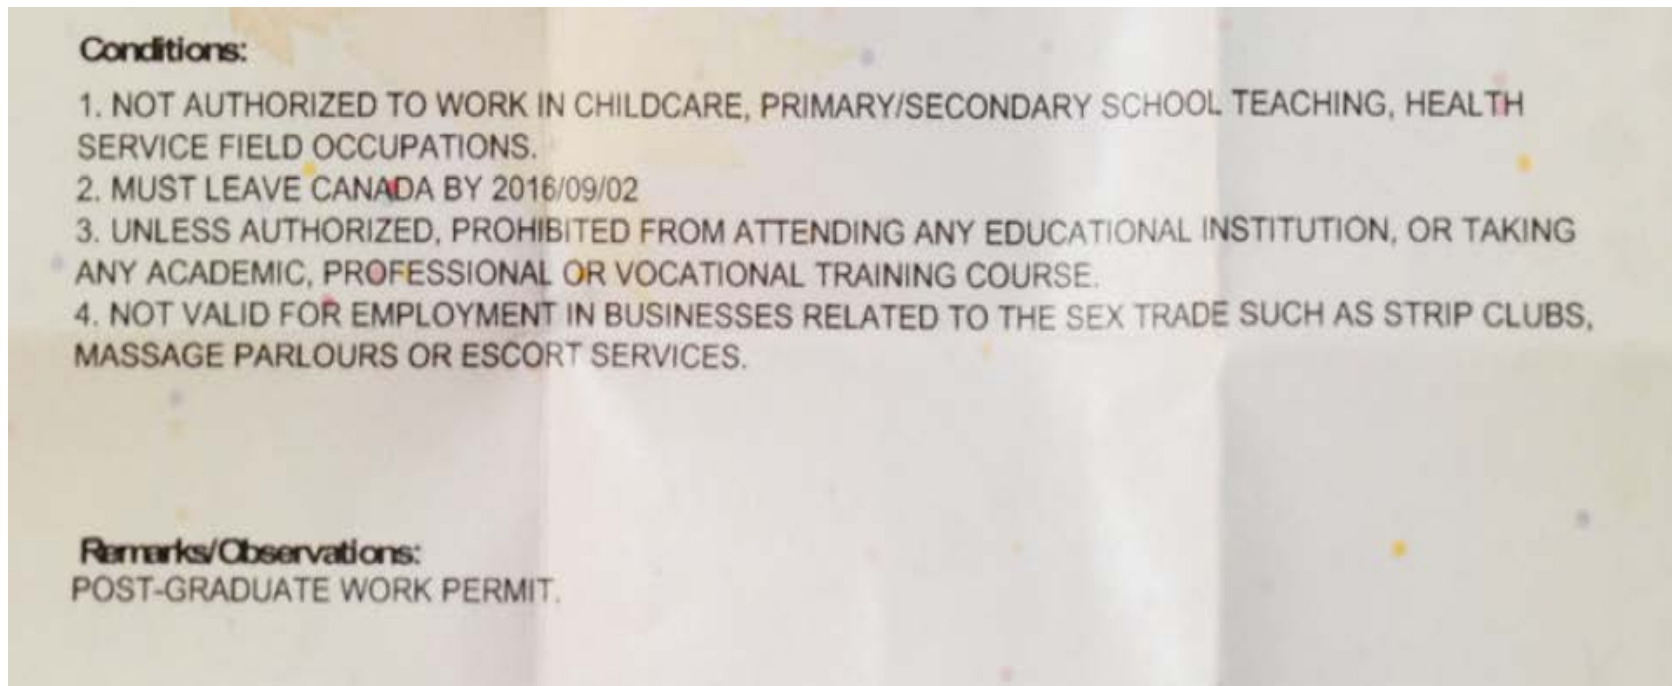 Conditions:
1. NOT AUTHORIZED TO WORK IN CHILDCARE, PRIMARY/SECONDARY SCHOOL TEACHING, HEALTH
SERVICE FIELD OCCUPATIONS.
2. MUST LEAVE CANADA BY 2016/09/02
3. UNLESS AUTHORIZED, PROHIBITED FROM ATTENDING ANY EDUCATIONAL INSTITUTION, OR TAKING
ANY ACADEMIC, PROFESSIONAL OR VOCATIONAL TRAINING COURSE.
4. NOT VALID FOR EMPLOYMENT IN BUSINESSES RELATED TO THE SEX TRADE SUCH AS STRIP CLUBS,
MASSAGE PARLOURS OR ESCORT SERVICES.
Remarks/Observations:
POST-GRADUATE WORK PERMIT.